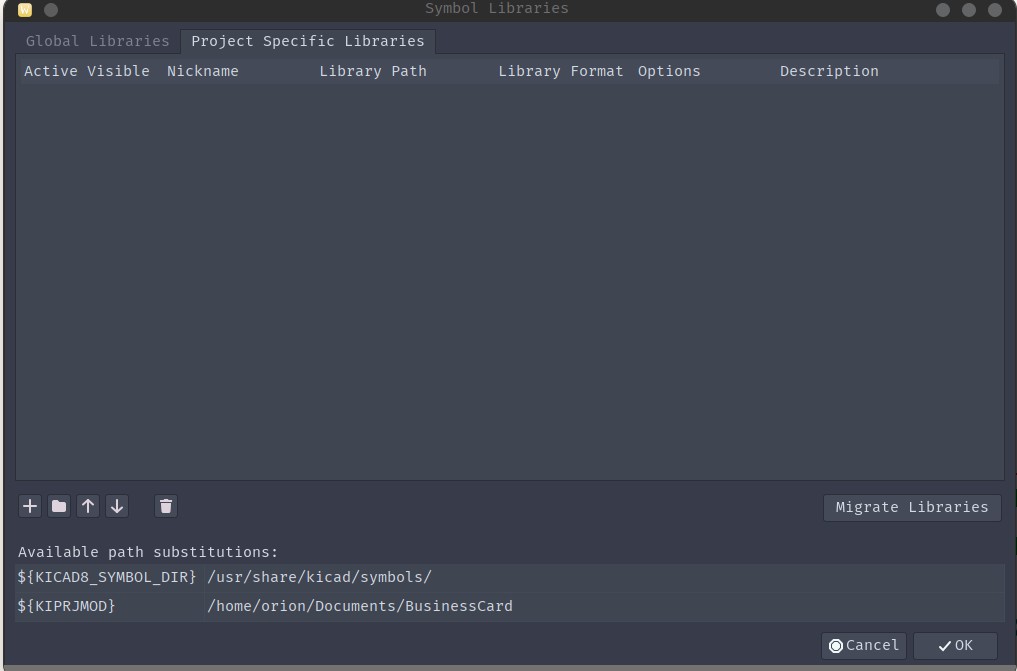 Symbol Libraries
Global Libraries Project Specific Libraries
Active Visible Nickname Library Path Library Format Options Description
Migrate Libraries
Available path substitutions:
${KICAD8_SYMBOL_DIR} /usr/share/kicad/symbols/
${KIPRJMOD} /home/orion/Documents/BusinessCard
Cancel OK